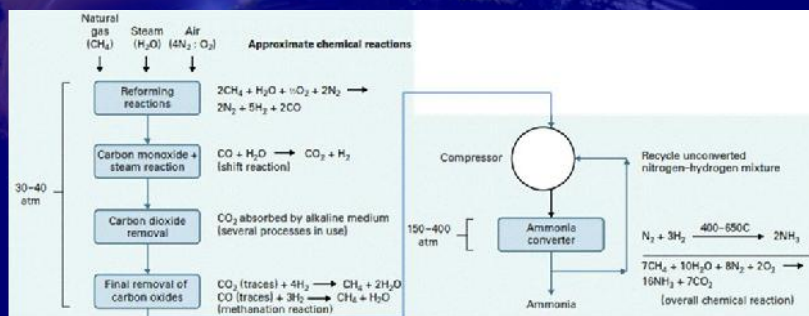 Natural gas (CH₄)
Steam (H₂O)
Air (4N₂ : O₂)
Approximate chemical reactions
Reforming reactions
2CH₄ + H₂O + ½O₂ + 2N₂ ⟶
2N₂ + 5H₂ + 2CO
Carbon monoxide + steam reaction
CO + H₂O ⟶ CO₂ + H₂
(shift reaction)
30–40 atm
Carbon dioxide removal
CO₂ absorbed by alkaline medium
(several processes in use)
Final removal of carbon oxides
CO₂ (traces) + 4H₂ ⟶ CH₄ + 2H₂O
CO (traces) + 3H₂ ⟶ CH₄ + H₂O
(methanation reaction)
Compressor
Recycle unconverted
nitrogen–hydrogen mixture
150–400 atm
Ammonia converter
N₂ + 3H₂ 400–650C ⟶ 2NH₃
7CH₄ + 10H₂O + 8N₂ + 2O₂ ⟶
16NH₃ + 7CO₂
(overall chemical reaction)
Ammonia